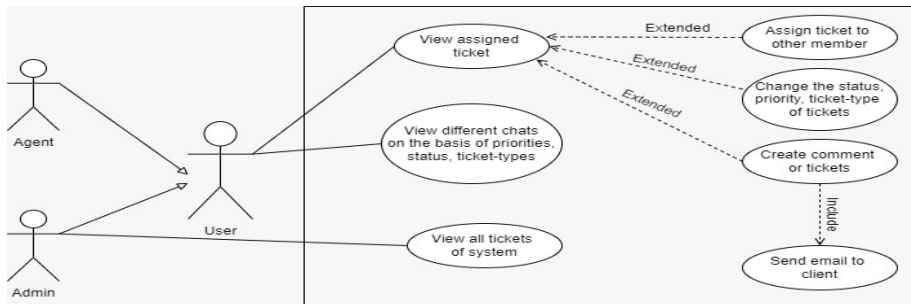 Agent
Admin
User
View assigned
ticket
View different chats
on the basis of priorities,
status, ticket-types
View all tickets
of system
Extended
Extended
Extended
Assign ticket to
other member
Change the status,
priority, ticket-type
of tickets
Create comment
or tickets
Include
Send email to
client